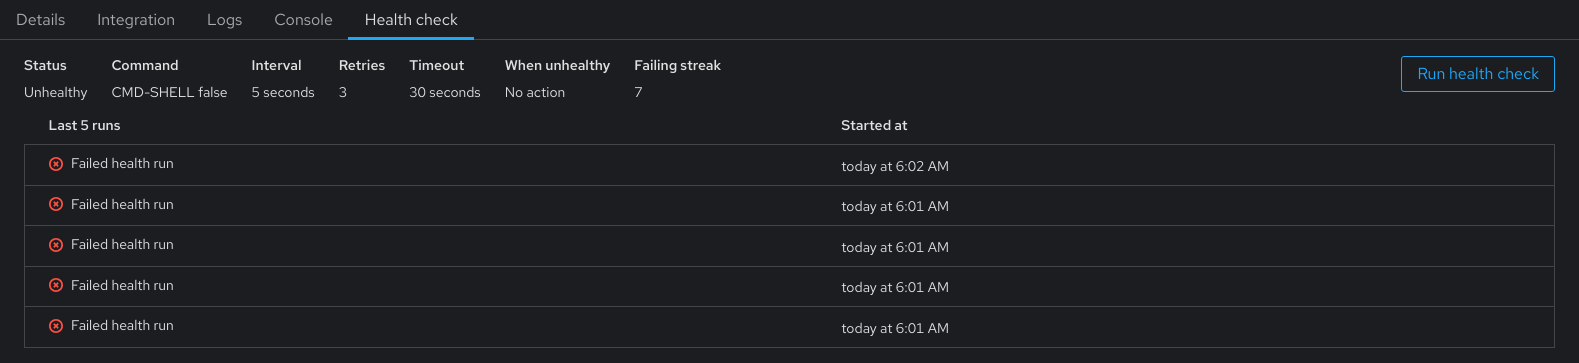 Details Integration Logs Console Health check
Status Command Interval Retries Timeout When unhealthy Failing streak
Run health check
Unhealthy CMD-SHELL false 5 seconds 3 30 seconds No action 7
Last 5 runs Started at
Failed health run today at 6:02 AM
Failed health run today at 6:01 AM
Failed health run today at 6:01 AM
Failed health run today at 6:01 AM
Failed health run today at 6:01 AM